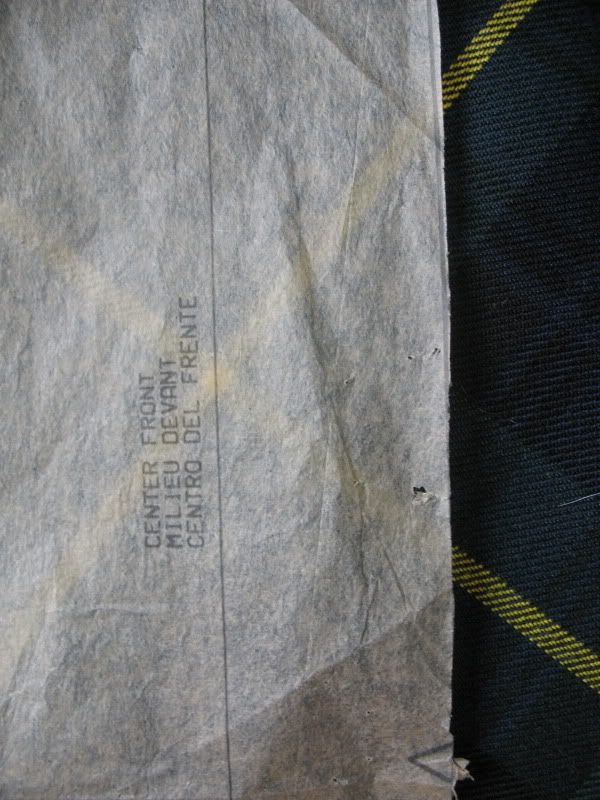 CENTER FRONT
MILIEU DEVANT
CENTRO DEL FRENTE